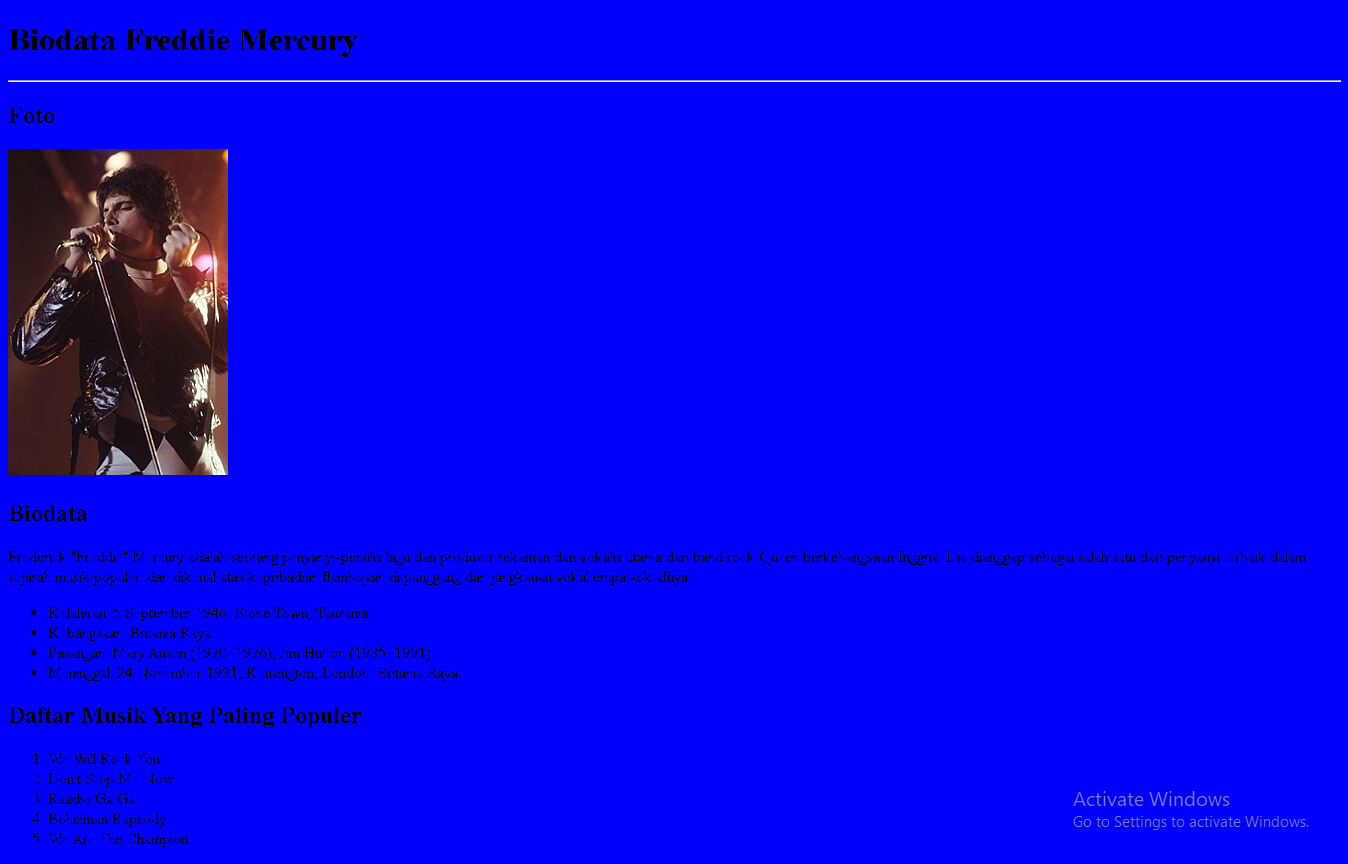 Biodata Freddie Mercury
Foto
Biodata
Frederick "Freddie" Mercury adalah seorang penyanyi-penulis lagu dan produser rekaman dan vokalis utama dari band rock Queen berkebangsaan Inggris. Dia dianggap sebagai salah satu dari penyanyi terbaik dalam
sejarah musik populer, dan dikenal atas kepribadian flamboyan di panggung dan jangkauan vokal empat-oktafnya
• Kelahiran, 5 September 1946, Stone Town, Tanzania
• Kebangsaan Britania Raya
• Pasangan Mary Austin (1970–1976), Jim Hutton (1985–1991)
• Meninggal, 24 November 1991, Kensington, London, Britania Raya
Daftar Musik Yang Paling Populer
1. We Will Rock You
2. Don't Stop Me Now
3. Raadio Ga Ga
4. Bohemian Rapsody
5. We Are The Champion
Activate Windows
Go to Settings to activate Windows.